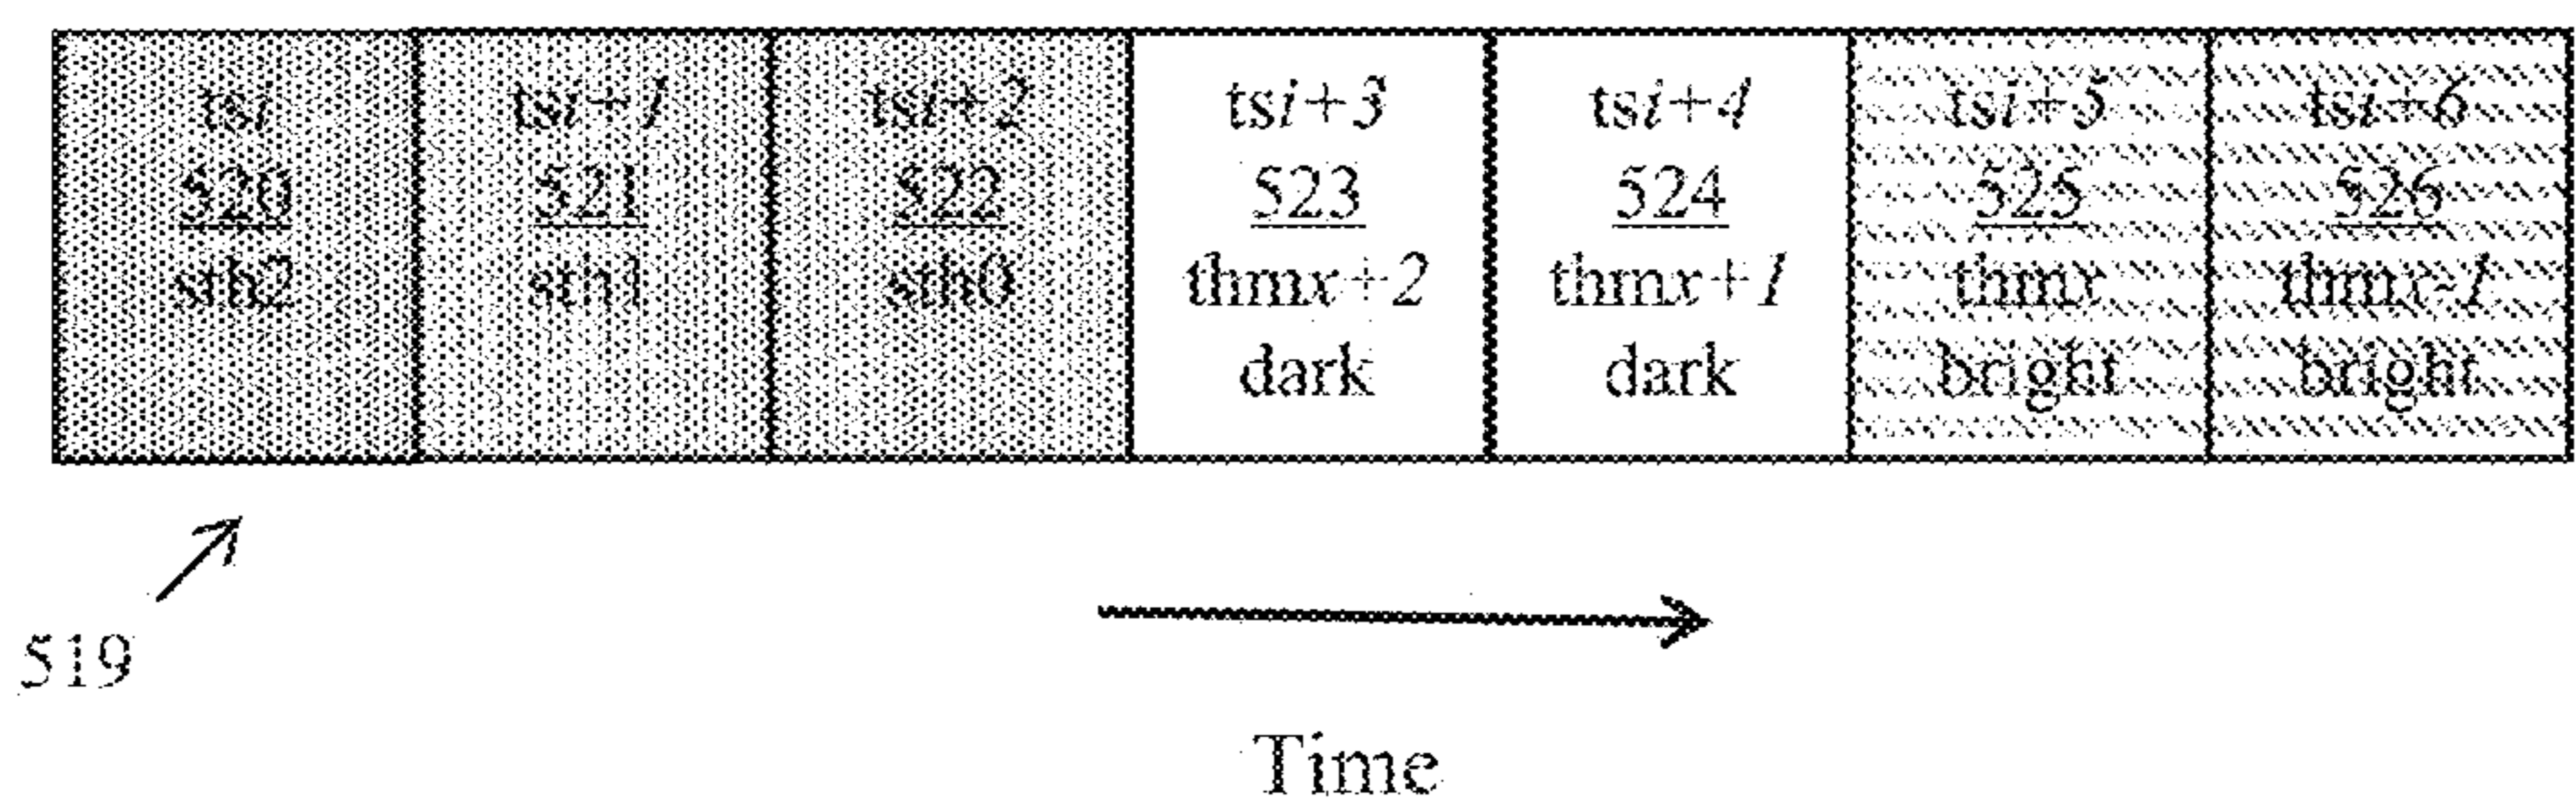 tsi
520
sth2
tsi+1
521
sth1
tsi+2
522
sth0
tsi+3
523
thmx+2
dark
tsi+4
524
thmx+1
dark
tsi+5
525
thmx
bright
tsi+6
526
thmx-1
bright
519
Time